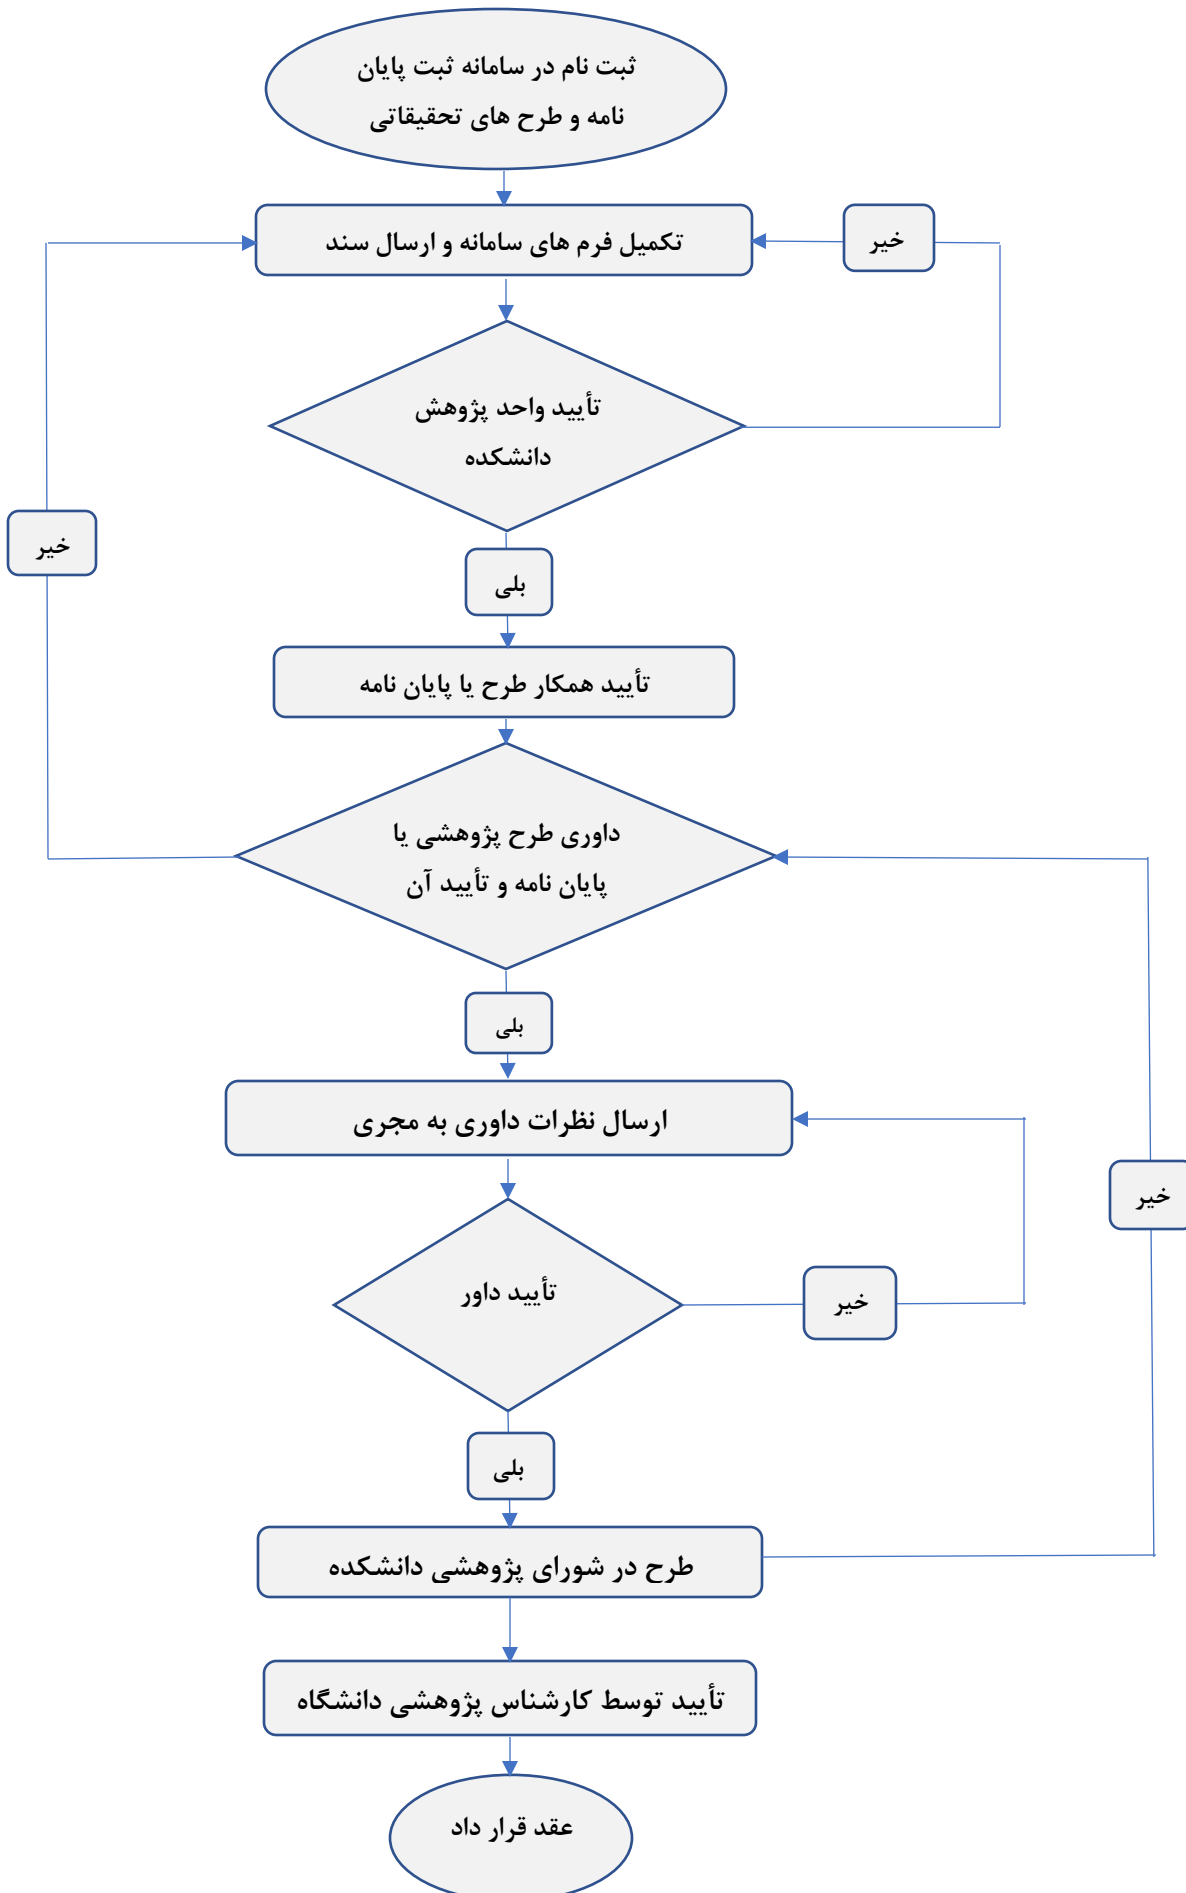 ثبت نام در سامانه ثبت پایان
نامه و طرح های تحقیقاتی
تکمیل فرم های سامانه و ارسال سند
خیر
تأیید واحد پژوهش
دانشکده
خیر
بلی
تأیید همکار طرح یا پایان نامه
داوری طرح پژوهشی یا
پایان نامه و تأیید آن
بلی
ارسال نظرات داوری به مجری
خیر
تأیید داور
خیر
بلی
طرح در شورای پژوهشی دانشکده
تأیید توسط کارشناس پژوهشی دانشگاه
عقد قرار داد